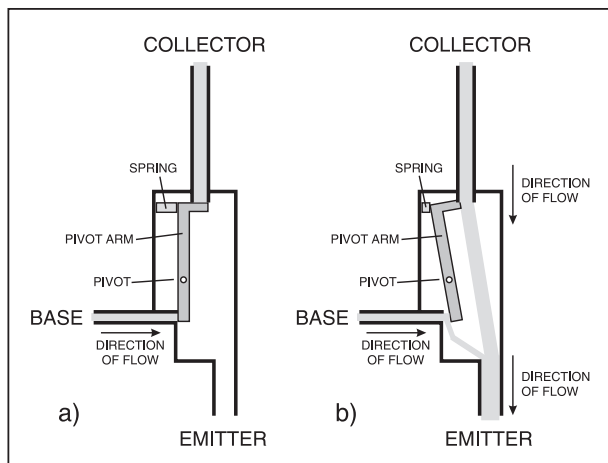 COLLECTOR
SPRING
PIVOT ARM
PIVOT
BASE
DIRECTION
OF FLOW
a)
EMITTER
COLLECTOR
SPRING
DIRECTION
OF FLOW
PIVOT ARM
PIVOT
BASE
DIRECTION
OF FLOW
DIRECTION
OF FLOW
b)
EMITTER